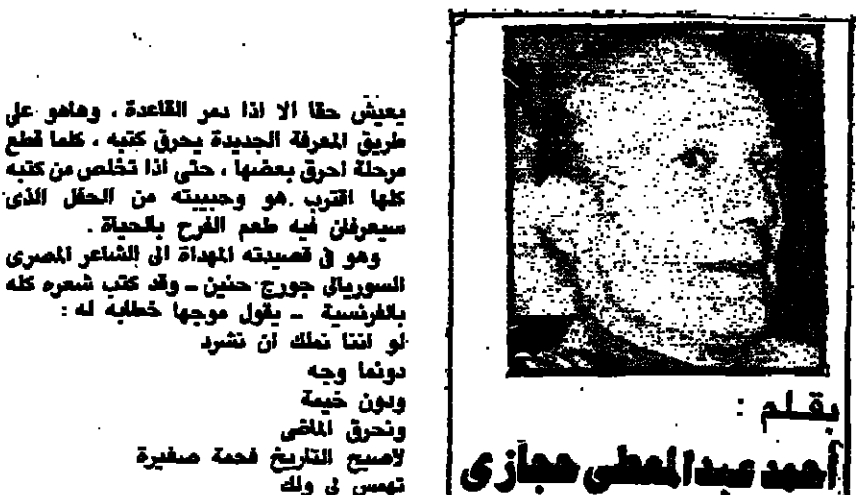 يعيش حقا الا اذا دمر القاعدة ، وهاهو على
طريق المعرفة الجديدة يحرق كتبه ، كلما قطع
مرحلة احرق بعضها ، حتى اذا تخلص من كتبه
كلها اقترب هو وحبيبته من الحقل الذى
سيعرفان فيه طعم الفرح بالحياة .
وهو فى قصيدته المهداة الى الشاعر المصرى
السوريالى جورج حنين ـ وقد كتب شعره كله
بالفرنسية ـ يقول موجها خطابه له :
لو اننا نملك ان نشرد
دونما وجه
ودون خيمة
ونحرق الماضى
لاصبح التاريخ فحمة صغيرة
تهمس لى ولك
بقلم :
أحمد عبد المعطى حجازى